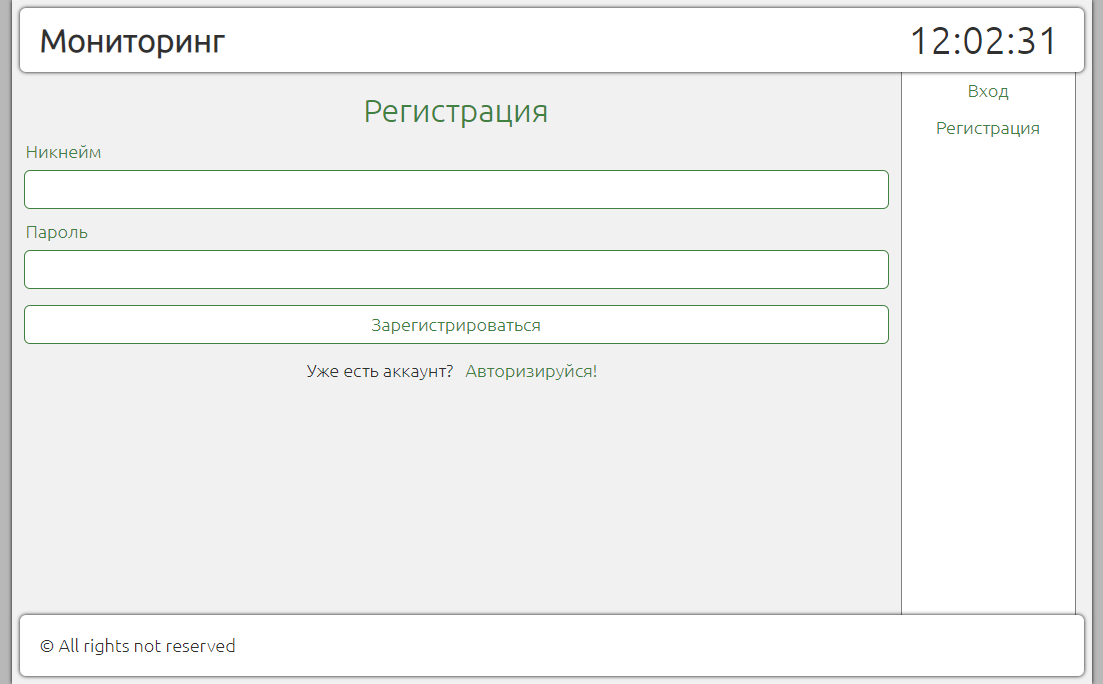 Мониторинг
12:02:31
Вход
Регистрация
Регистрация
Никнейм
Пароль
Зарегистрироваться
Уже есть аккаунт? Авторизируйся!
© All rights not reserved